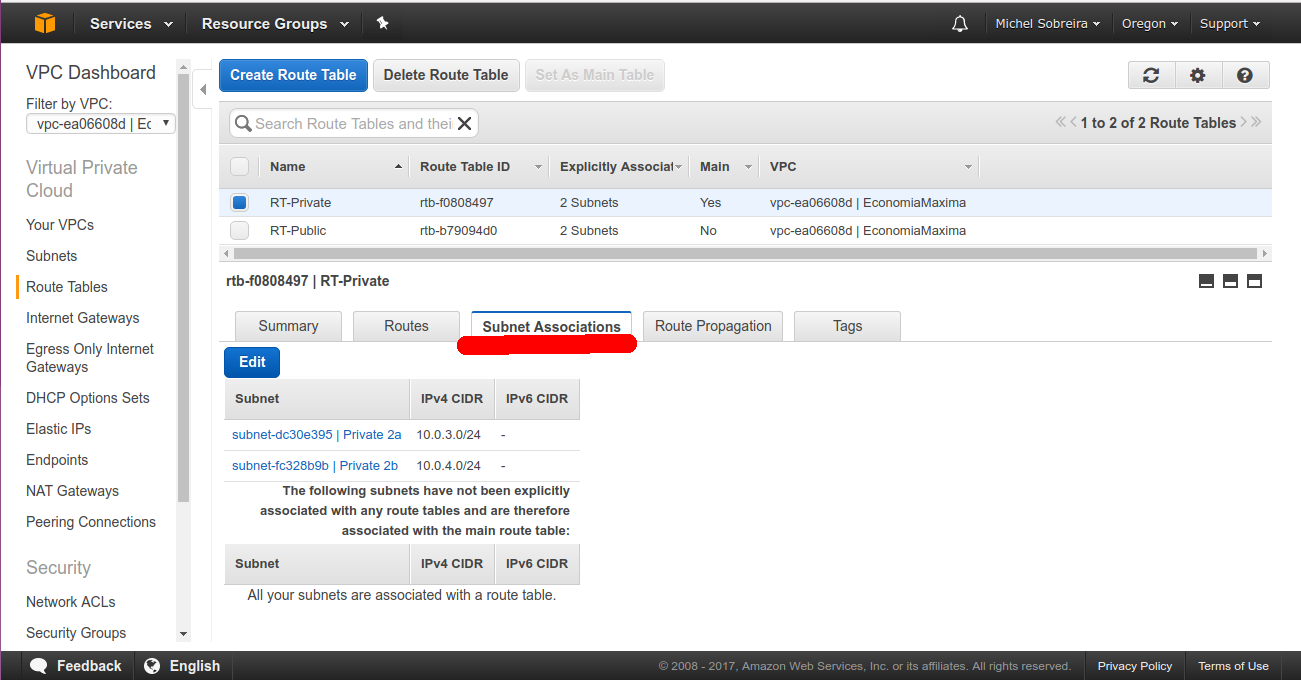 Services Resource Groups Michel Sobreira Oregon Support
VPC Dashboard
Filter by VPC:
vpc-ea06608d | Ec
Virtual Private
Cloud
Your VPCs
Subnets
Route Tables
Internet Gateways
Egress Only Internet
Gateways
DHCP Options Sets
Elastic IPs
Endpoints
NAT Gateways
Peering Connections
Security
Network ACLs
Security Groups
Create Route Table Delete Route Table Set As Main Table
Search Route Tables and thei 1 to 2 of 2 Route Tables
Name Route Table ID Explicitly Associat Main VPC
RT-Private rtb-f0808497 2 Subnets Yes vpc-ea06608d | EconomiaMaxima
RT-Public rtb-b79094d0 2 Subnets No vpc-ea06608d | EconomiaMaxima
rtb-f0808497 | RT-Private
Summary Routes Subnet Associations Route Propagation Tags
Edit
Subnet IPv4 CIDR IPv6 CIDR
subnet-dc30e395 | Private 2a 10.0.3.0/24 -
subnet-fc328b9b | Private 2b 10.0.4.0/24 -
The following subnets have not been explicitly
associated with any route tables and are therefore
associated with the main route table:
Subnet IPv4 CIDR IPv6 CIDR
All your subnets are associated with a route table.
Feedback English © 2008 - 2017, Amazon Web Services, Inc. or its affiliates. All rights reserved. Privacy Policy Terms of Use